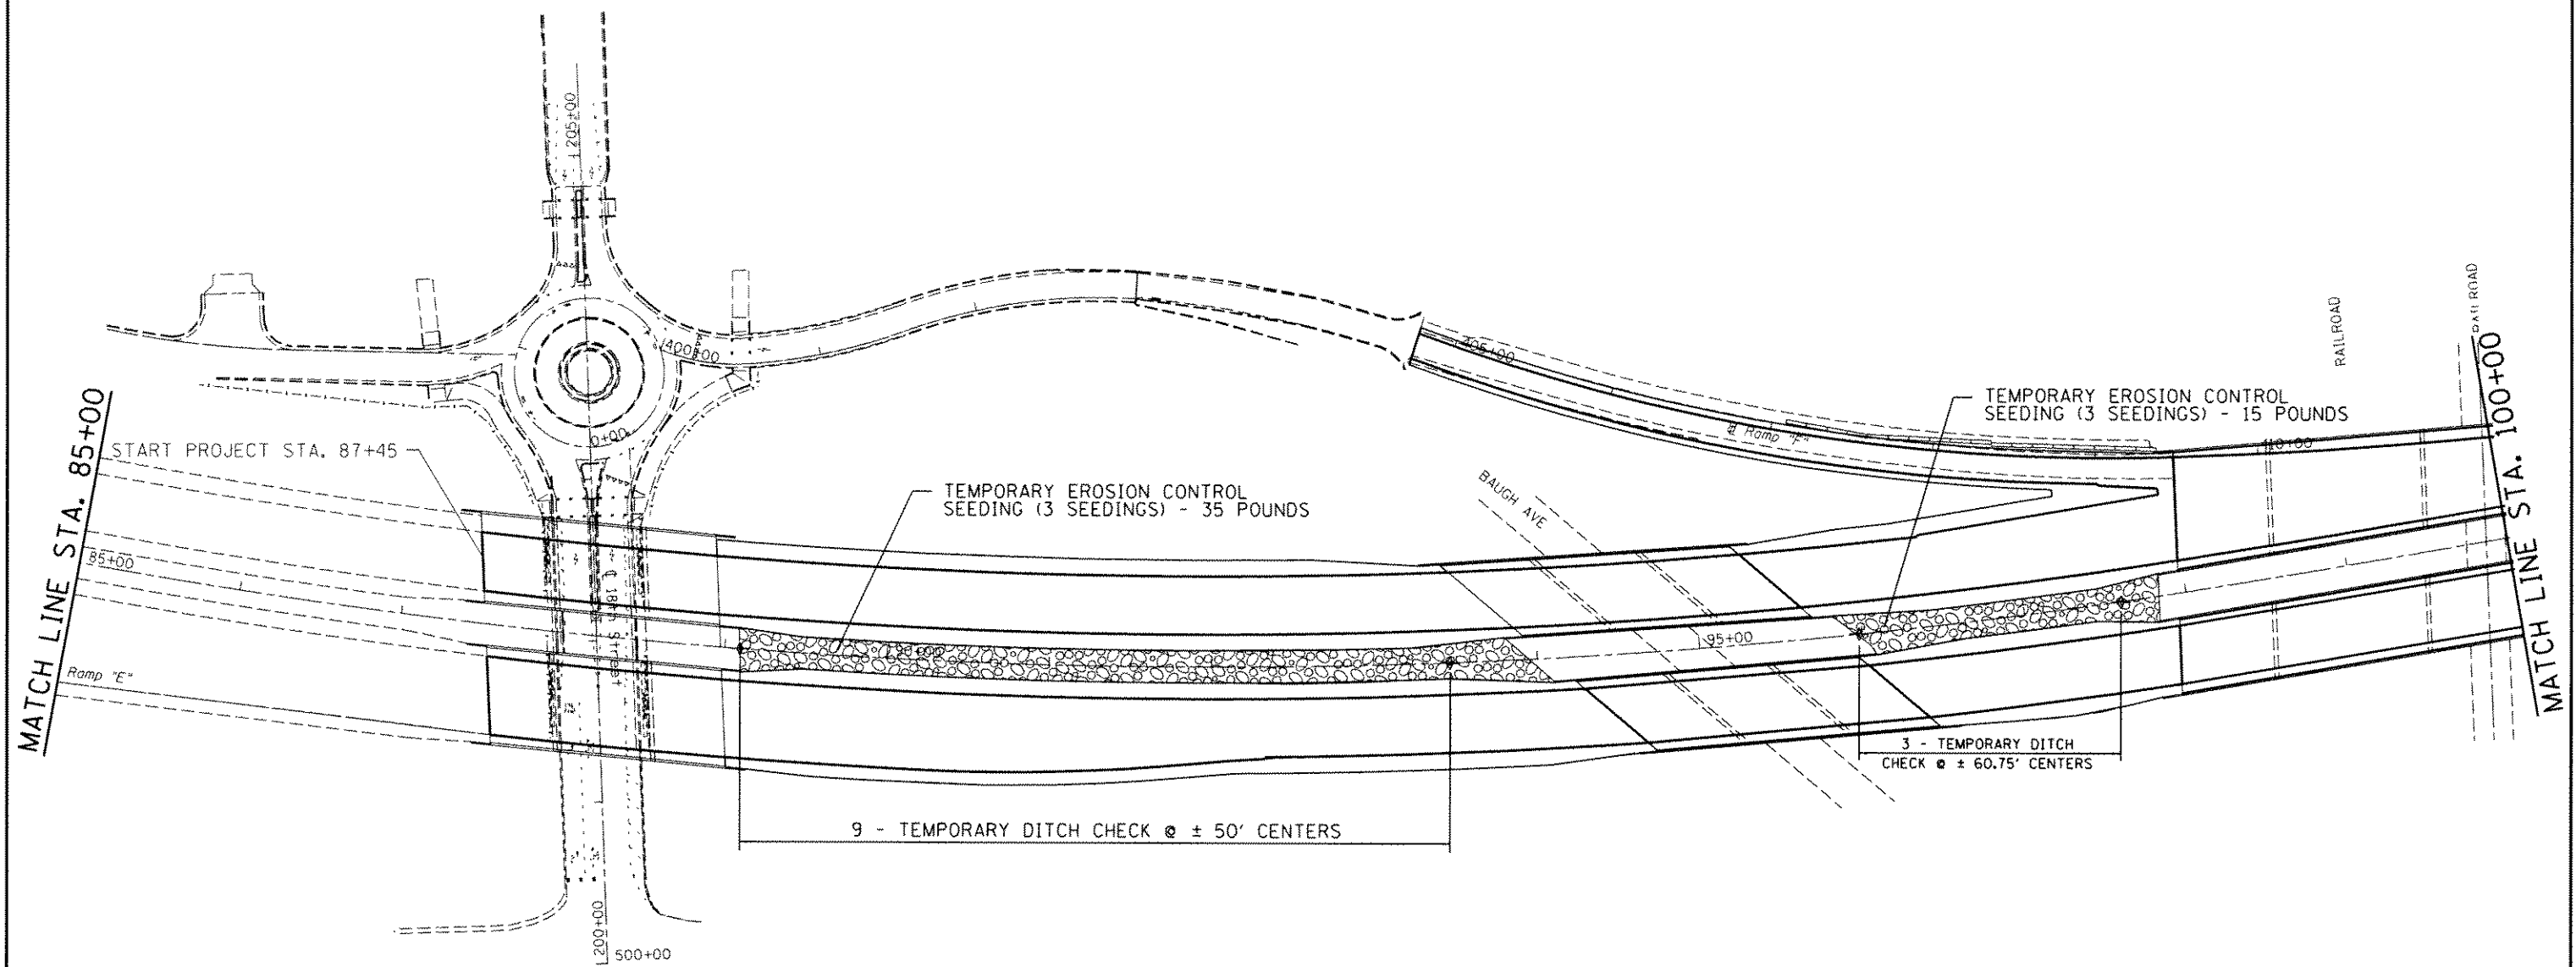 205+00
RAILROAD
RAILROAD
400+00
405+00
TEMPORARY EROSION CONTROL
SEEDING (3 SEEDINGS) - 15 POUNDS
MATCH LINE STA. 85+00
START PROJECT STA. 87+45
0+00
℄ Ramp "F"
MATCH LINE STA. 100+00
TEMPORARY EROSION CONTROL
SEEDING (3 SEEDINGS) - 35 POUNDS
BAUGH AVE
85+00
℄ 18th Street
95+00
Ramp "E"
3 - TEMPORARY DITCH
CHECK @ ± 60.75' CENTERS
9 - TEMPORARY DITCH CHECK @ ± 50' CENTERS
200+00
500+00